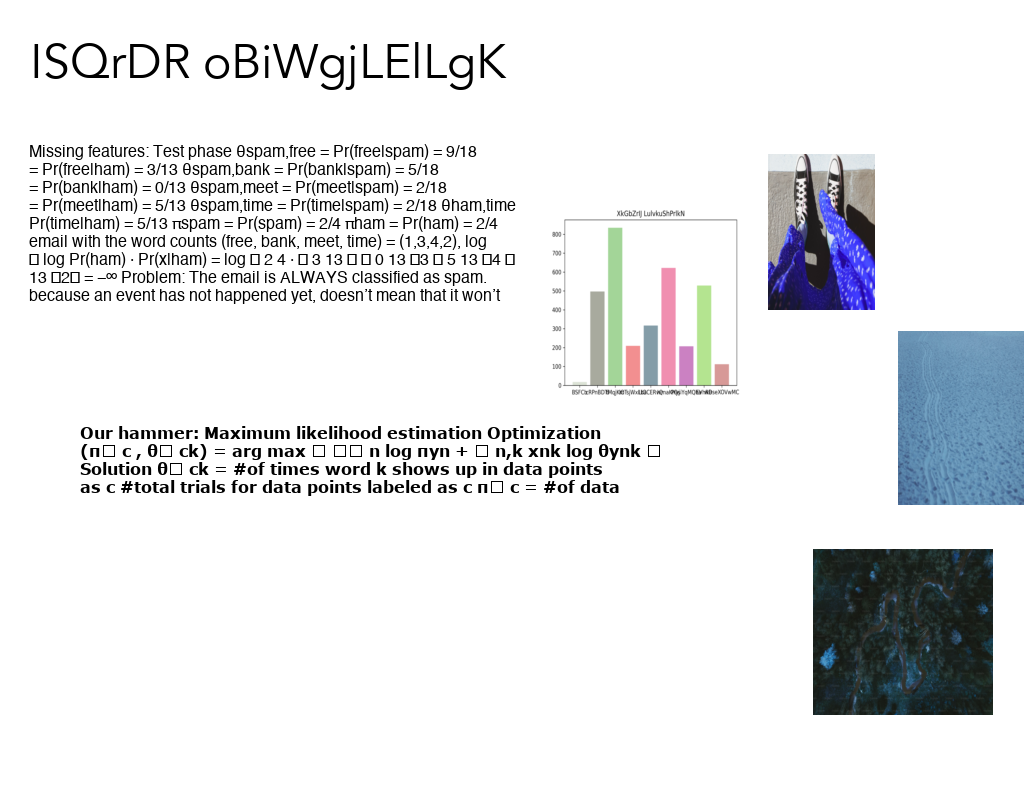 ISQrDR oBiWgjLElLgK
Missing features: Test phase θspam,free = Pr(free|spam) = 9/18
= Pr(free|ham) = 3/13 θspam,bank = Pr(bank|spam) = 5/18
= Pr(bank|ham) = 0/13 θspam,meet = Pr(meet|spam) = 2/18
= Pr(meet|ham) = 5/13 θspam,time = Pr(time|spam) = 2/18 θham,time
Pr(time|ham) = 5/13 πspam = Pr(spam) = 2/4 πham = Pr(ham) = 2/4
email with the word counts (free, bank, meet, time) = (1,3,4,2), log
□ log Pr(ham) · Pr(x|ham) = log □ 2 4 · □ 3 13 □ □ 0 13 □3 □ 5 13 □4 □
13 □2□ = −∞ Problem: The email is ALWAYS classified as spam.
because an event has not happened yet, doesn’t mean that it won’t
800
700
600
500
400
300
200
100
0
Our hammer: Maximum likelihood estimation Optimization
(π□ c , θ□ ck) = arg max □ □□ n log πyn + □ n,k xnk log θynk □
Solution θ□ ck = #of times word k shows up in data points
as c #total trials for data points labeled as c π□ c = #of data